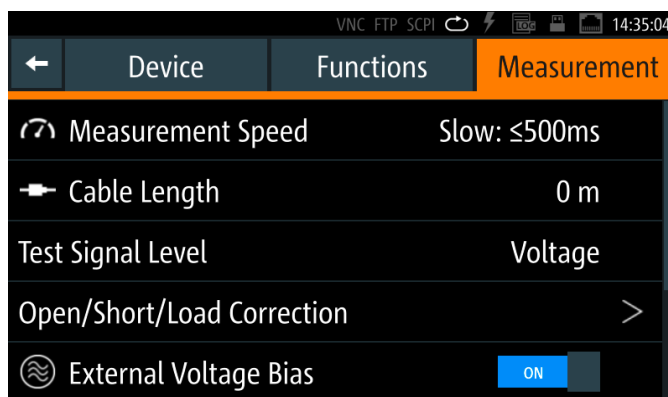 VNC FTP SCPI LOG 14:35:04
Device Functions Measurement
Measurement Speed Slow: ≤500ms
Cable Length 0 m
Test Signal Level Voltage
Open/Short/Load Correction >
External Voltage Bias ON